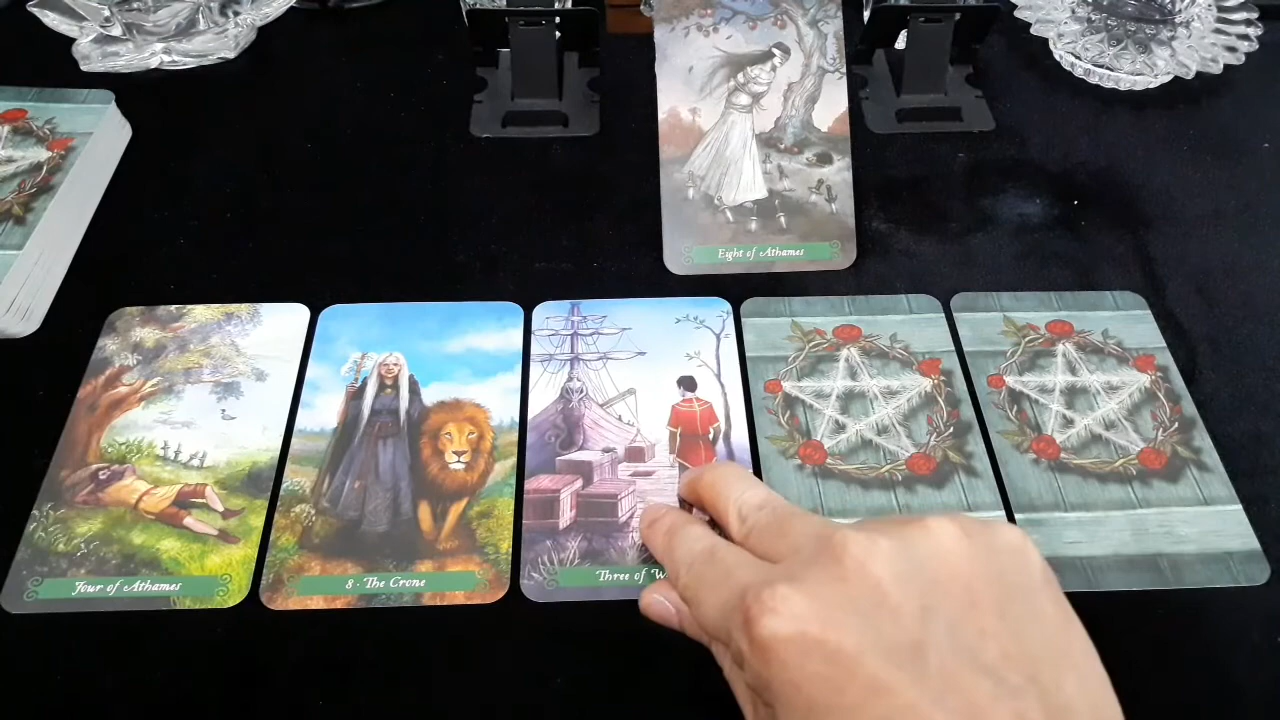 Eight of Athames
Four of Athames
8 · The Crone
Three of